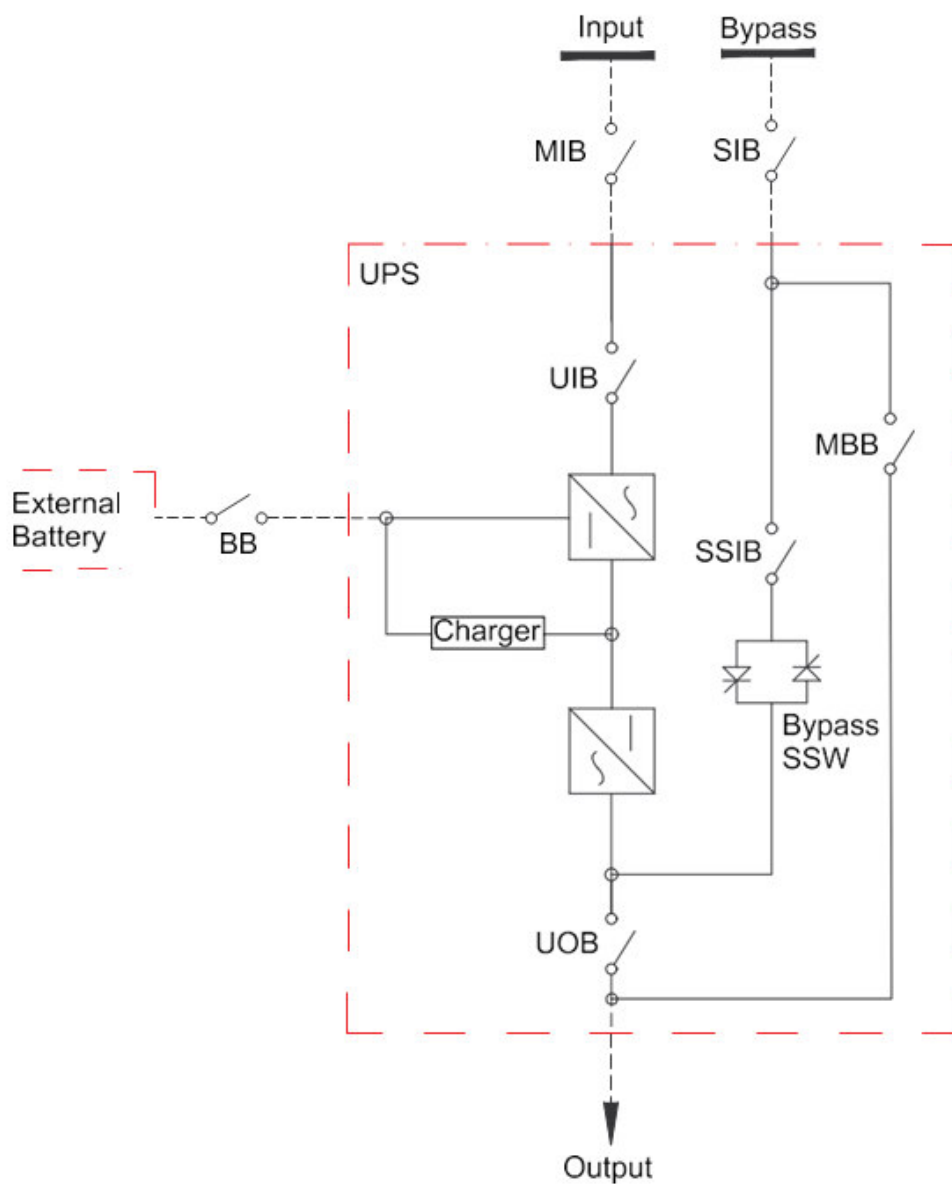 Input
Bypass
MIB
SIB
UPS
UIB
MBB
External
Battery
BB
SSIB
Charger
Bypass
SSW
UOB
Output